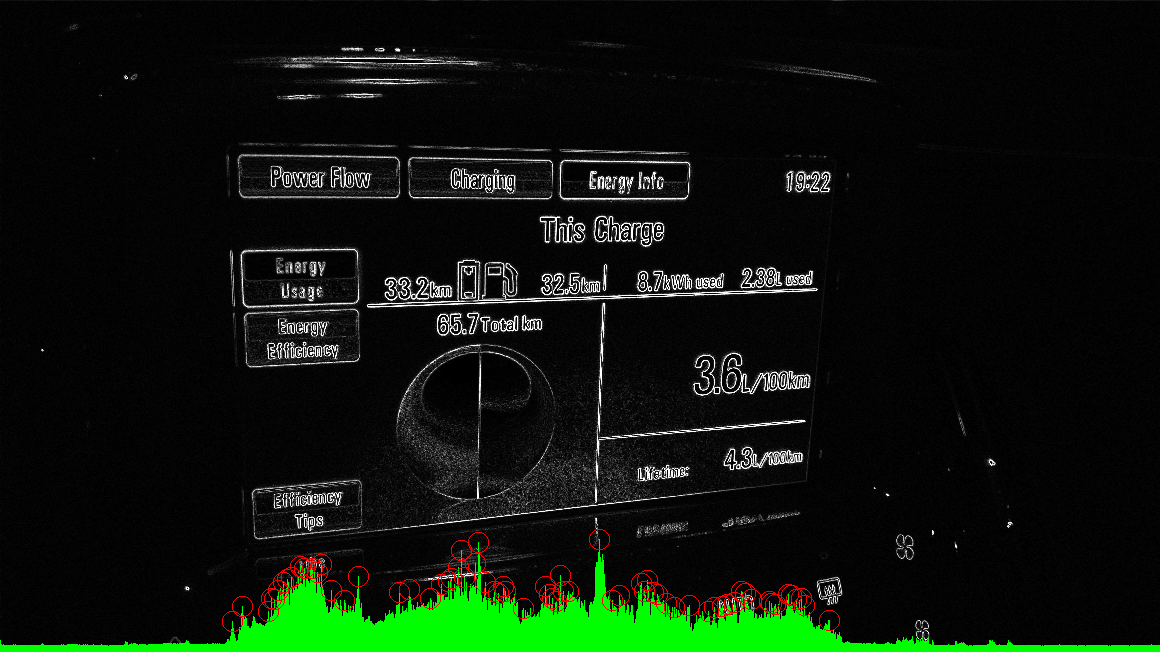 Power Flow Charging Energy Info 19:22
This Charge
Energy
Usage
33.2km 32.5km 8.7kWh used 2.38L used
65.7 Total km
Energy
Efficiency
3.6L/100km
Lifetime: 4.3L/100km
Efficiency
Tips